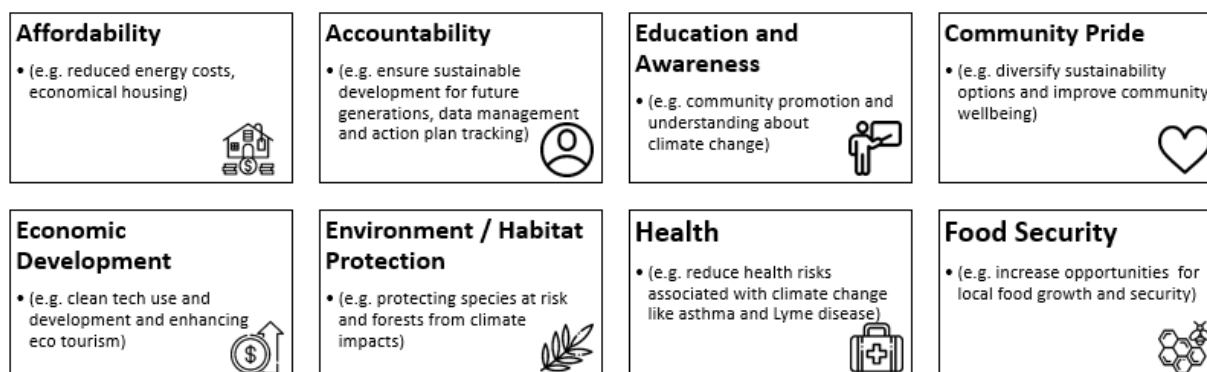 Affordability
• (e.g. reduced energy costs,
economical housing)
Accountability
• (e.g. ensure sustainable
development for future
generations, data management
and action plan tracking)
Education and
Awareness
• (e.g. community promotion and
understanding about
climate change)
Community Pride
• (e.g. diversify sustainability
options and improve community
wellbeing)
Economic
Development
• (e.g. clean tech use and
development and enhancing
eco tourism)
Environment / Habitat
Protection
• (e.g. protecting species at risk
and forests from climate
impacts)
Health
• (e.g. reduce health risks
associated with climate change
like asthma and Lyme disease)
Food Security
• (e.g. increase opportunities for
local food growth and security)